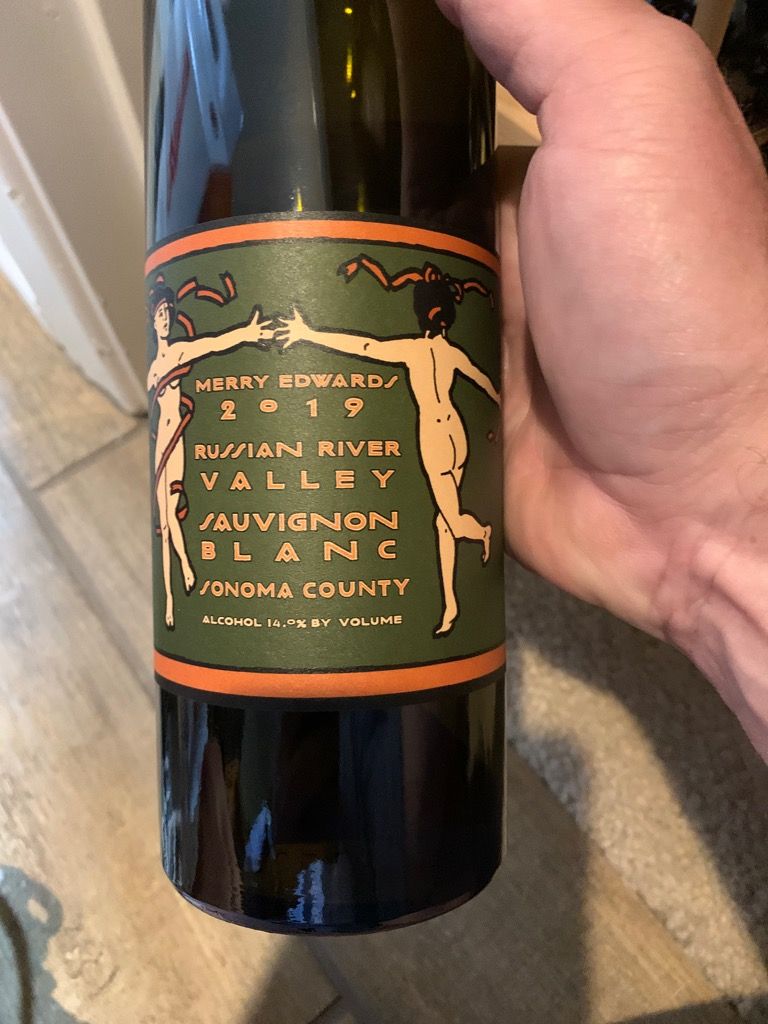 MERRY EDWARDS
2019
RUSSIAN RIVER
VALLEY
SAUVIGNON
BLANC
SONOMA COUNTY
ALCOHOL 14.0% BY VOLUME